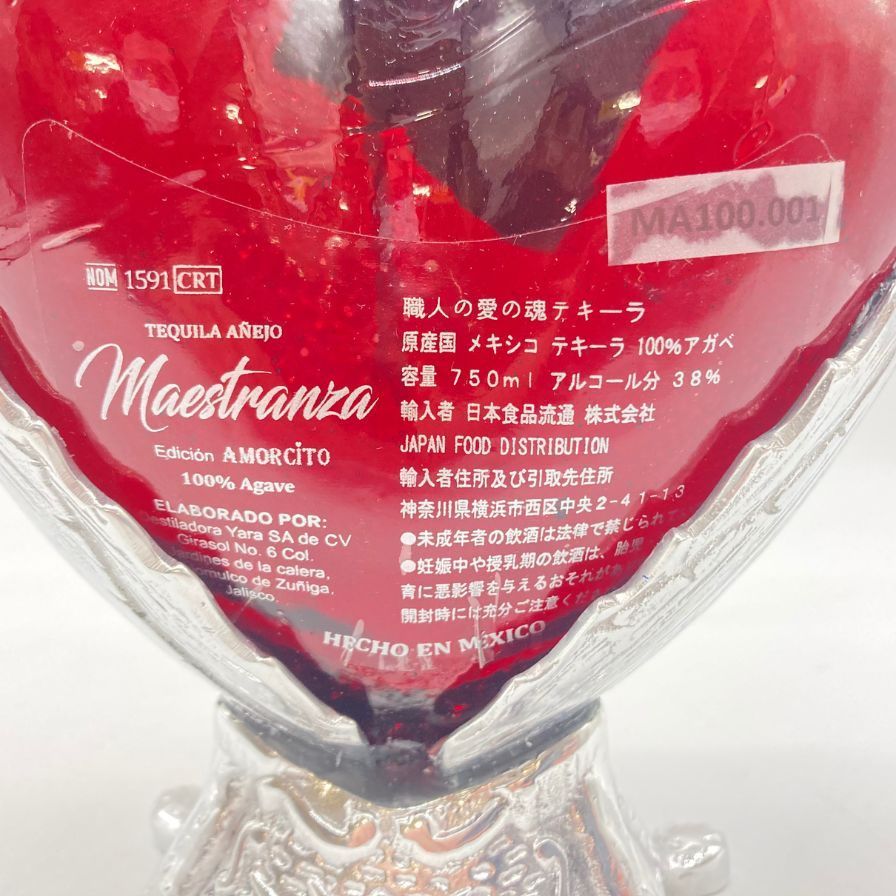 MA100.001
NOM 1591 CRT
TEQUILA AÑEJO
Maestranza
Edición AMORCiTO
100% Agave
ELABORADO POR:
Destiladora Yara SA de CV
Girasol No. 6 Col.
Jardines de la calera,
de Zuñiga.
Jalisco.
職人の愛の魂テキーラ
原産国 メキシコ テキーラ 100%アガベ
容量 750ml アルコール分 38%
輸入者 日本食品流通 株式会社
JAPAN FOOD DISTRIBUTION
輸入者住所及び引取先住所
神奈川県横浜市西区中央2-41-13
●未成年者の飲酒は法律で禁じられて
●妊娠中や授乳期の飲酒は、胎児
育に悪影響を与えるおそれがあ
開封時には充分ご注意くだ
HECHO EN MÉXICO